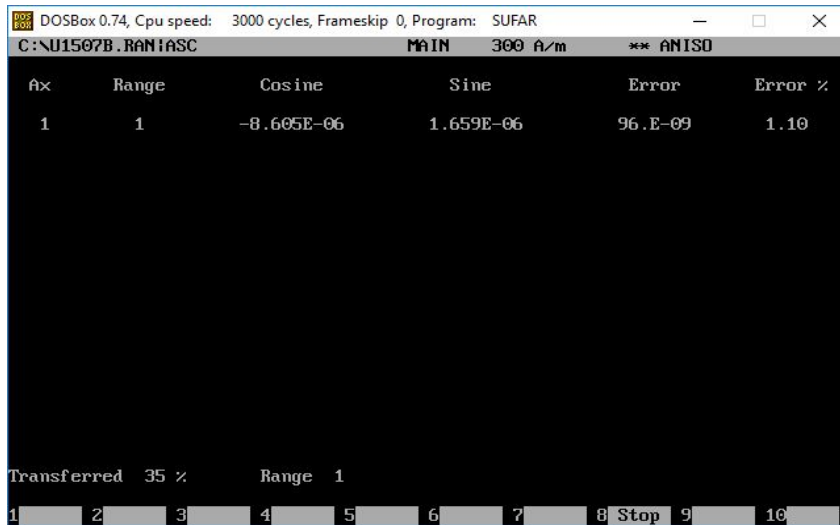 DOSBox 0.74, Cpu speed: 3000 cycles, Frameskip 0, Program: SUFAR
C:\U1507B.RAN|ASC MAIN 300 A/m ** ANISO
Ax Range Cosine Sine Error Error %
1 1 -8.605E-06 1.659E-06 96.E-09 1.10
Transferred 35 % Range 1
1 2 3 4 5 6 7 8 Stop 9 10